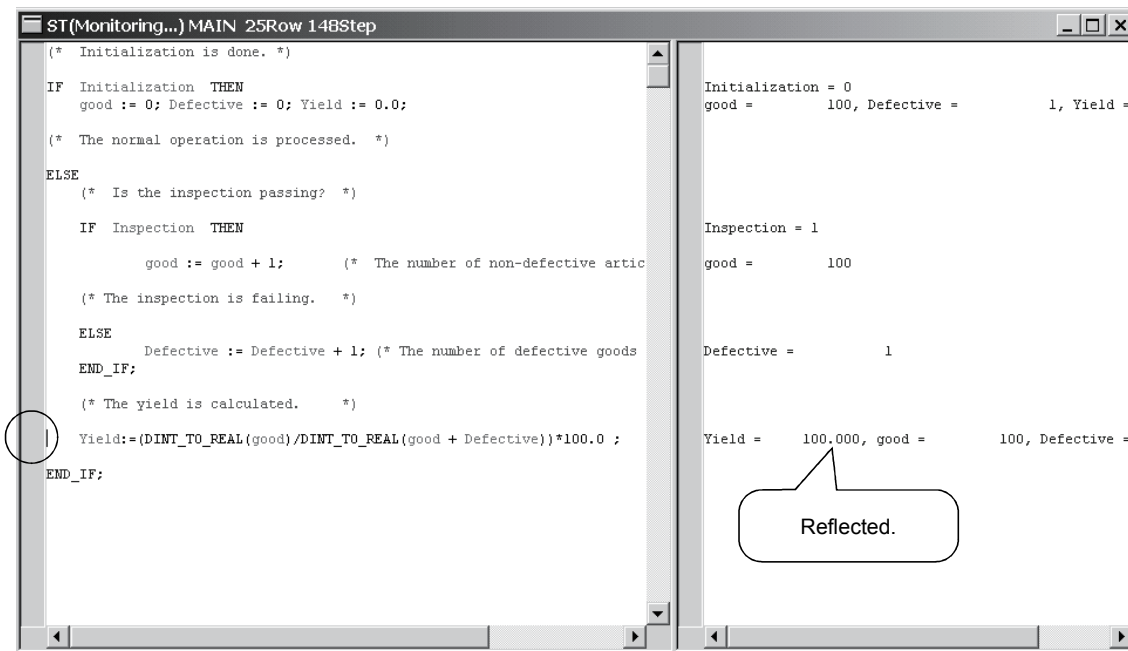 ST(Monitoring...) MAIN 25Row 148Step
(* Initialization is done. *)
IF Initialization THEN
good := 0; Defective := 0; Yield := 0.0;
(* The normal operation is processed. *)
ELSE
(* Is the inspection passing? *)
IF Inspection THEN
good := good + 1; (* The number of non-defective artic
(* The inspection is failing. *)
ELSE
Defective := Defective + 1; (* The number of defective goods
END_IF;
(* The yield is calculated. *)
Yield:=(DINT_TO_REAL(good)/DINT_TO_REAL(good + Defective))*100.0 ;
END_IF;
Initialization = 0
good = 100, Defective = 1, Yield =
Inspection = 1
good = 100
Defective = 1
Yield = 100.000, good = 100, Defective =
Reflected.